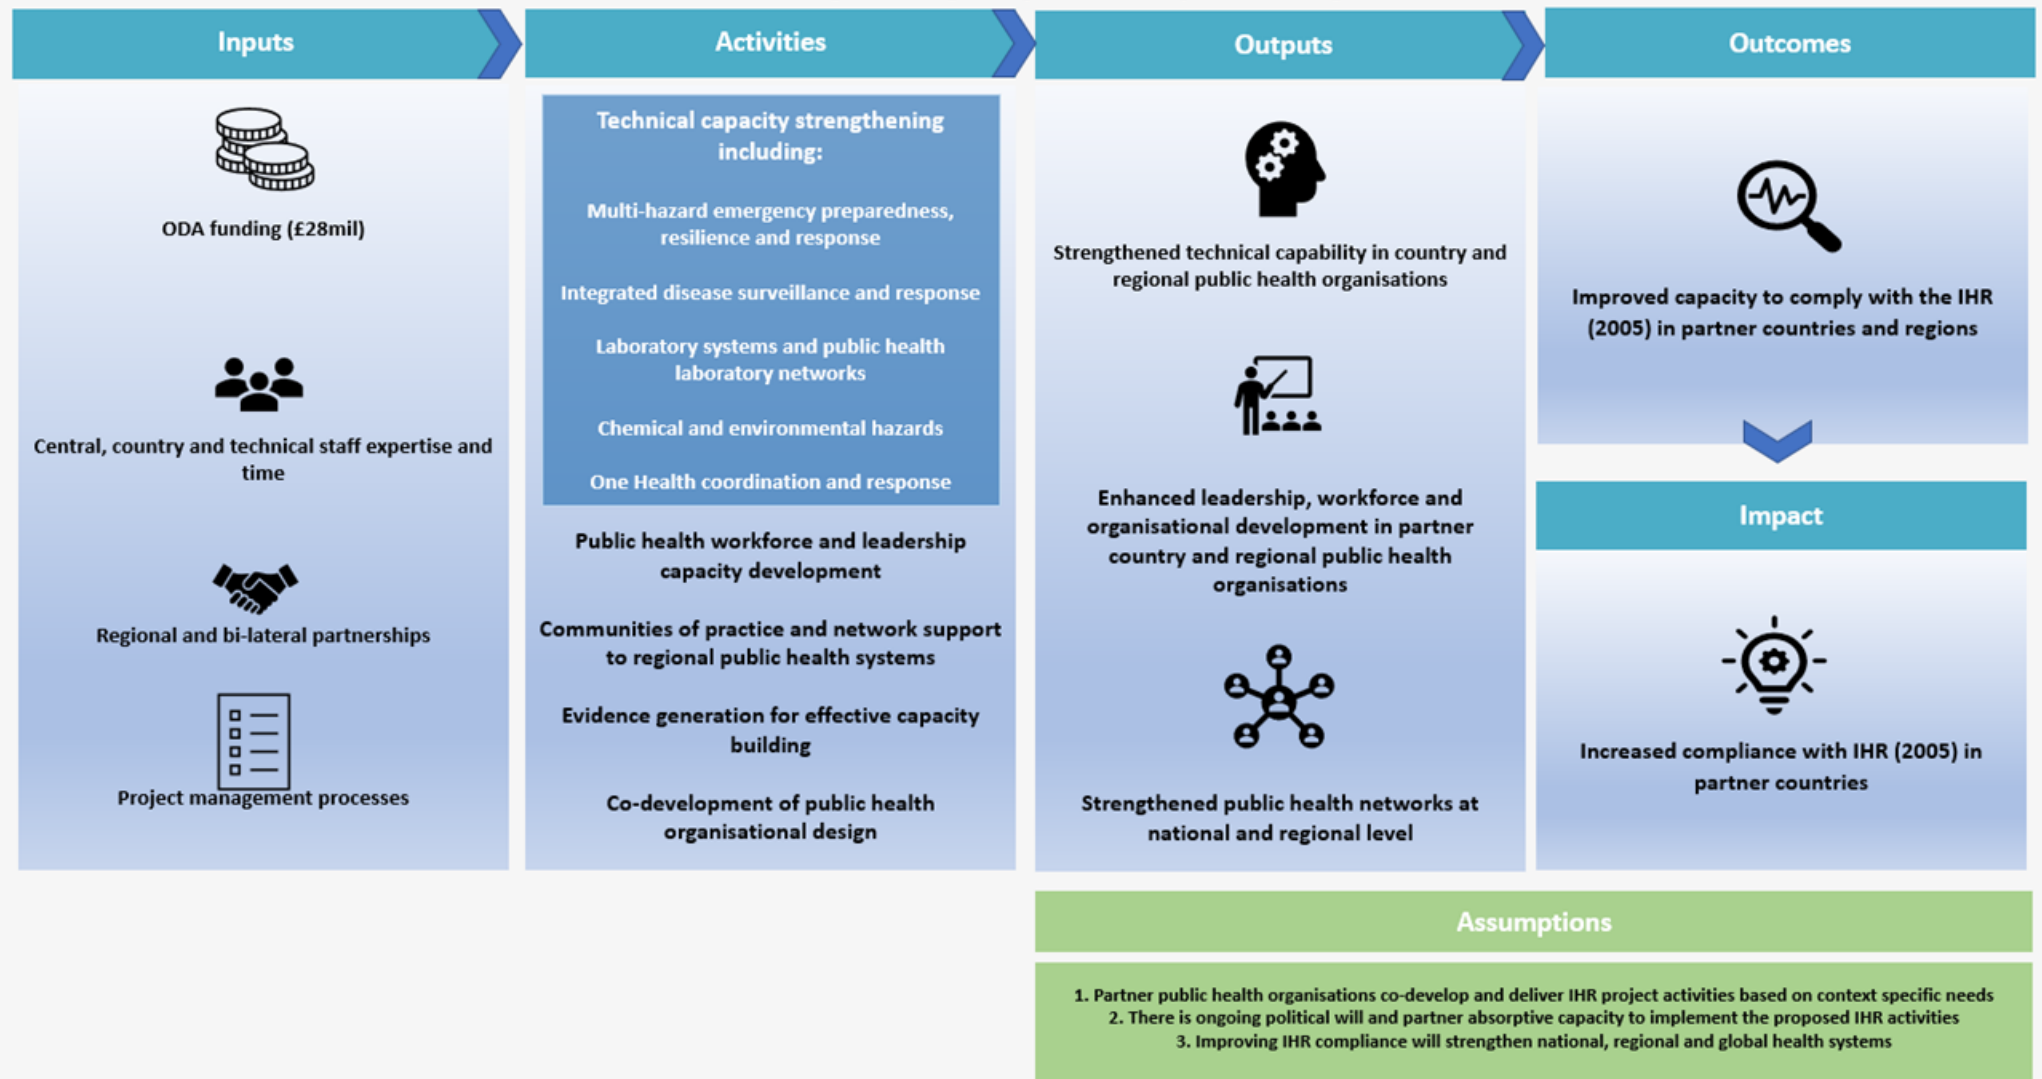 Inputs
ODA funding (£28mil)
Central, country and technical staff expertise and
time
Regional and bi-lateral partnerships
Project management processes
Activities
Technical capacity strengthening
including:
Multi-hazard emergency preparedness,
resilience and response
Integrated disease surveillance and response
Laboratory systems and public health
laboratory networks
Chemical and environmental hazards
One Health coordination and response
Public health workforce and leadership
capacity development
Communities of practice and network support
to regional public health systems
Evidence generation for effective capacity
building
Co-development of public health
organisational design
Outputs
Strengthened technical capability in country and
regional public health organisations
Enhanced leadership, workforce and
organisational development in partner
country and regional public health
organisations
Strengthened public health networks at
national and regional level
Outcomes
Improved capacity to comply with the IHR
(2005) in partner countries and regions
Impact
Increased compliance with IHR (2005) in
partner countries
Assumptions
1. Partner public health organisations co-develop and deliver IHR project activities based on context specific needs
2. There is ongoing political will and partner absorptive capacity to implement the proposed IHR activities
3. Improving IHR compliance will strengthen national, regional and global health systems